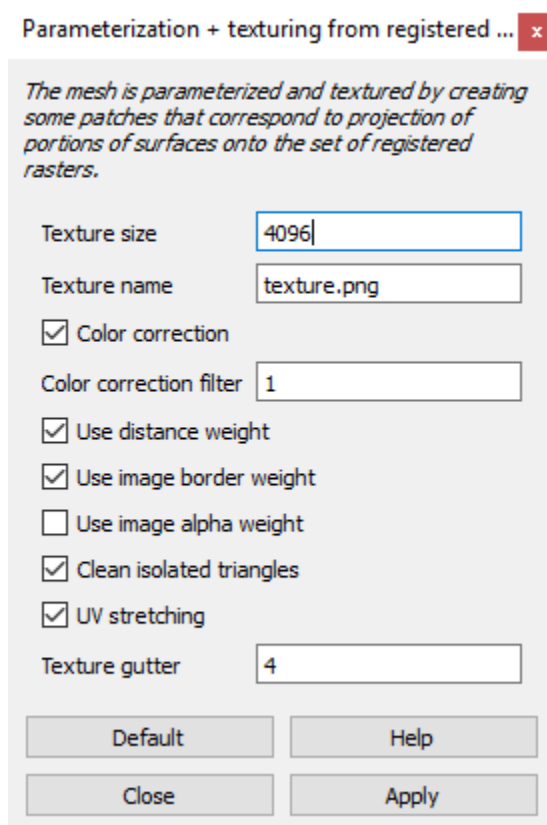 Parameterization + texturing from registered ...
x
The mesh is parameterized and textured by creating
some patches that correspond to projection of
portions of surfaces onto the set of registered
rasters.
Texture size 4096
Texture name texture.png
Color correction
Color correction filter 1
Use distance weight
Use image border weight
Use image alpha weight
Clean isolated triangles
UV stretching
Texture gutter 4
Default Help
Close Apply